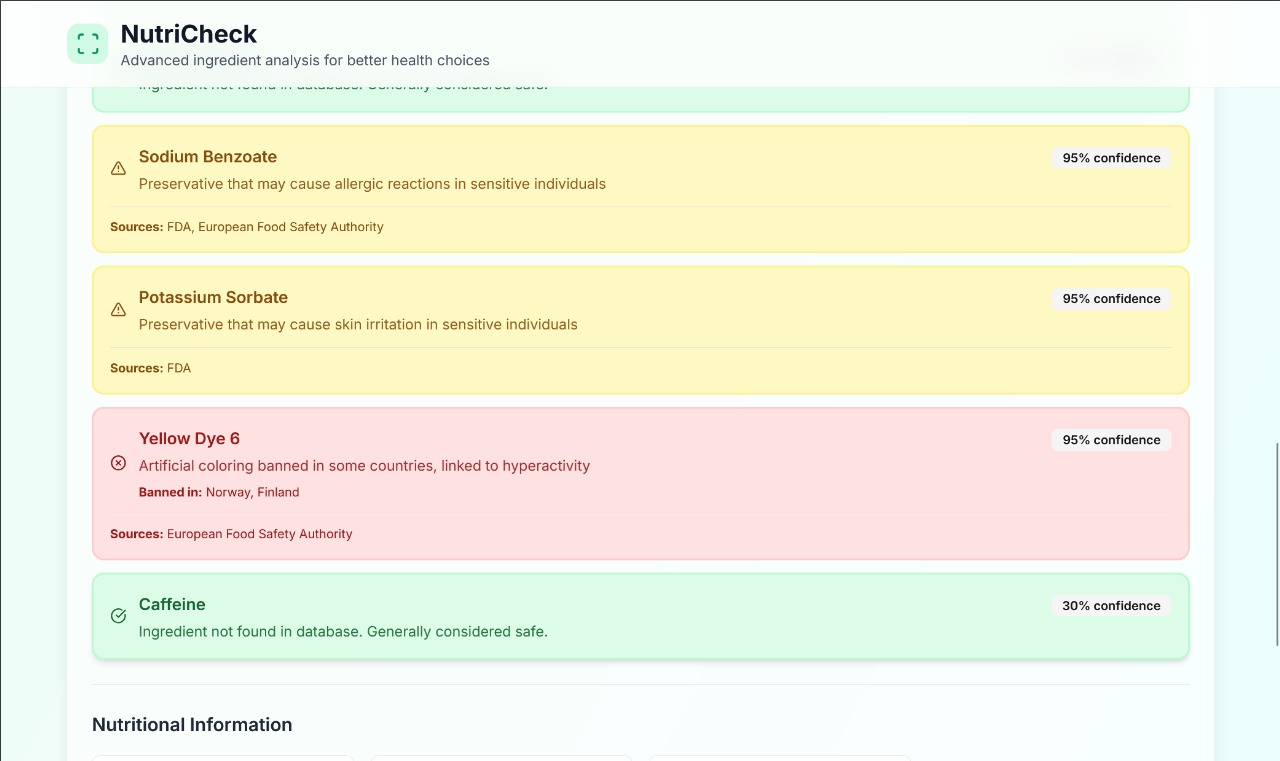 NutriCheck
Advanced ingredient analysis for better health choices
Ingredient not found in database. Generally considered safe.
Sodium Benzoate
95% confidence
Preservative that may cause allergic reactions in sensitive individuals
Sources: FDA, European Food Safety Authority
Potassium Sorbate
95% confidence
Preservative that may cause skin irritation in sensitive individuals
Sources: FDA
Yellow Dye 6
95% confidence
Artificial coloring banned in some countries, linked to hyperactivity
Banned in: Norway, Finland
Sources: European Food Safety Authority
Caffeine
30% confidence
Ingredient not found in database. Generally considered safe.
Nutritional Information